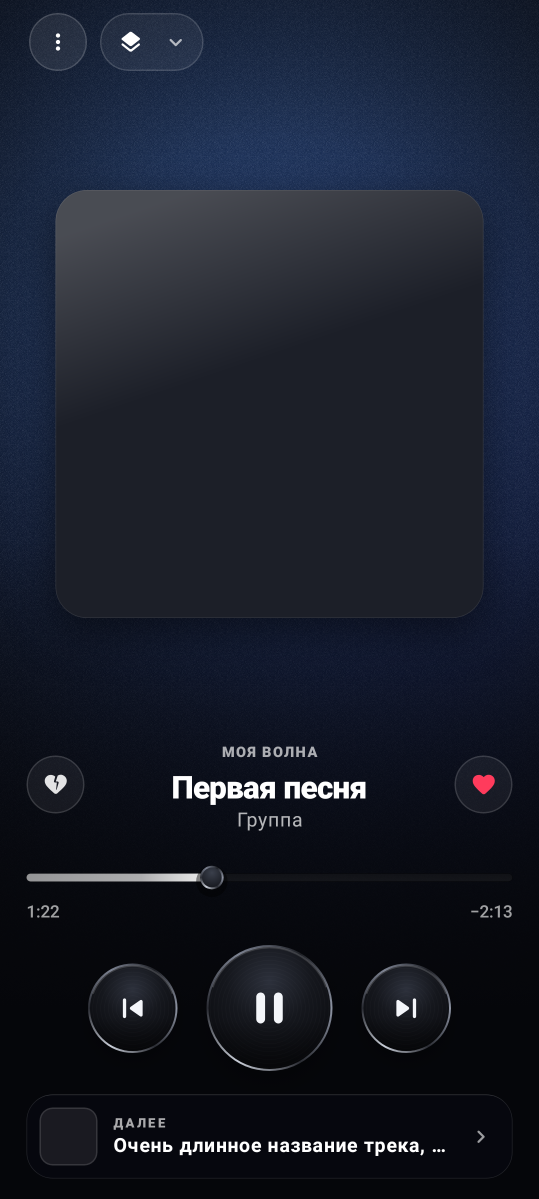 МОЯ ВОЛНА
Первая песня
Группа
1:22
−2:13
ДАЛЕЕ
Очень длинное название трека, ...